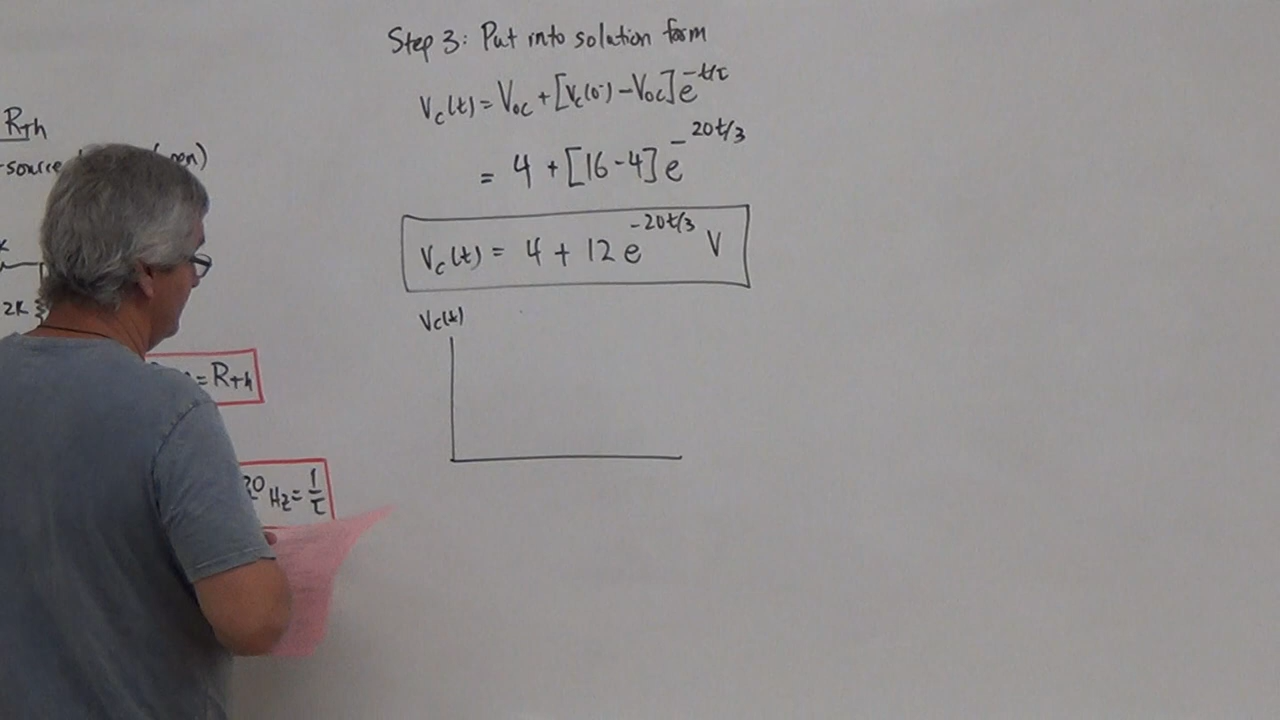 RTh
-source
en)
K
2K
= RTh
20 Hz = 1/τ
Step 3: Put into solution form
Vc(t) = Voc + [Vc(0⁻) - Voc] e^-t/τ
= 4 + [16 - 4] e^-20t/3
Vc(t) = 4 + 12 e^-20t/3 V
Vc(t)